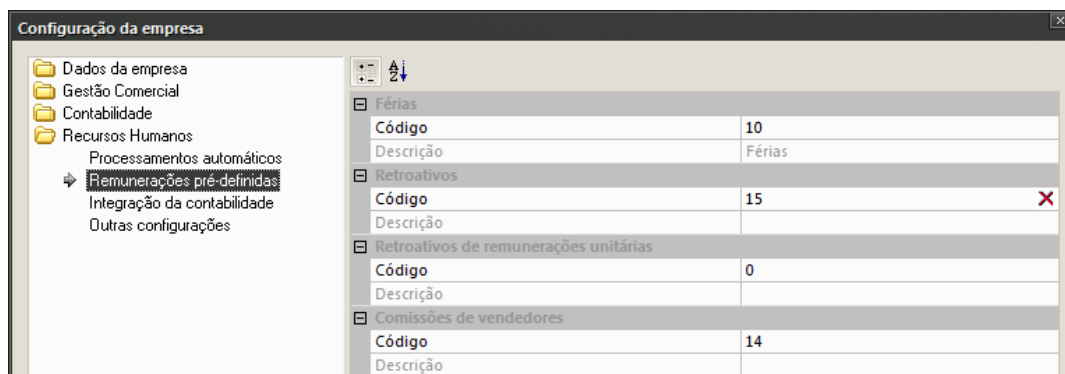 Configuração da empresa
Dados da empresa
Gestão Comercial
Contabilidade
Recursos Humanos
Processamentos automáticos
Remunerações pré-definidas
Integração da contabilidade
Outras configurações
Férias
Código 10
Descrição Férias
Retroativos
Código 15
Descrição
Retroativos de remunerações unitárias
Código 0
Descrição
Comissões de vendedores
Código 14
Descrição